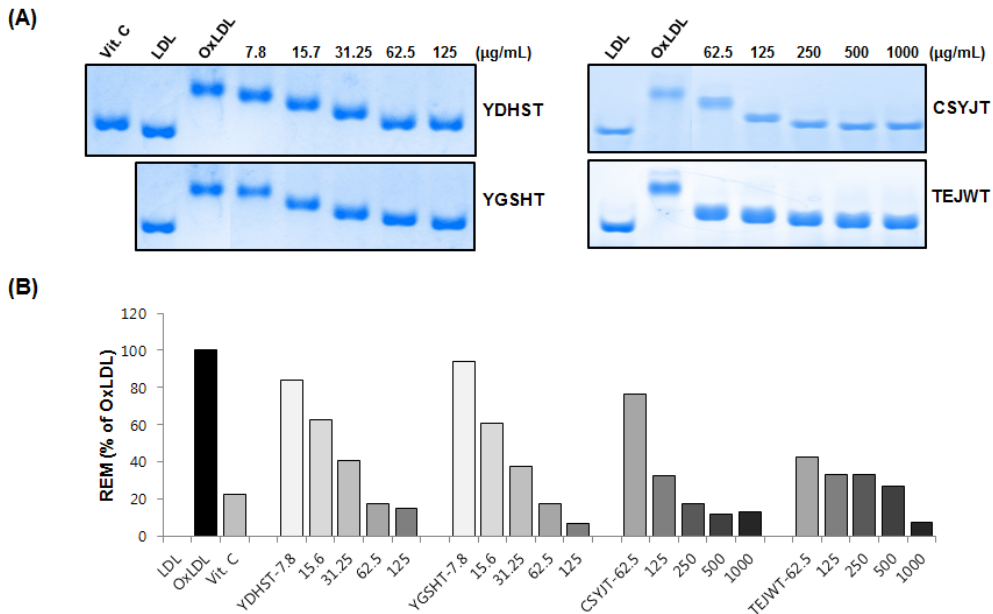 (A)
Vit. C LDL OxLDL 7.8 15.7 31.25 62.5 125 (μg/mL)
YDHST
YGSHT
LDL OxLDL 62.5 125 250 500 1000 (μg/mL)
CSYJT
TEJWT
(B)
REM (% of OxLDL)
120
100
80
60
40
20
0
LDL OxLDL Vit. C YDHST-7.8 15.6 31.25 62.5 125 YGSHT-7.8 15.6 31.25 62.5 125 CSYJT-62.5 125 250 500 1000 TEJWT-62.5 125 250 500 1000